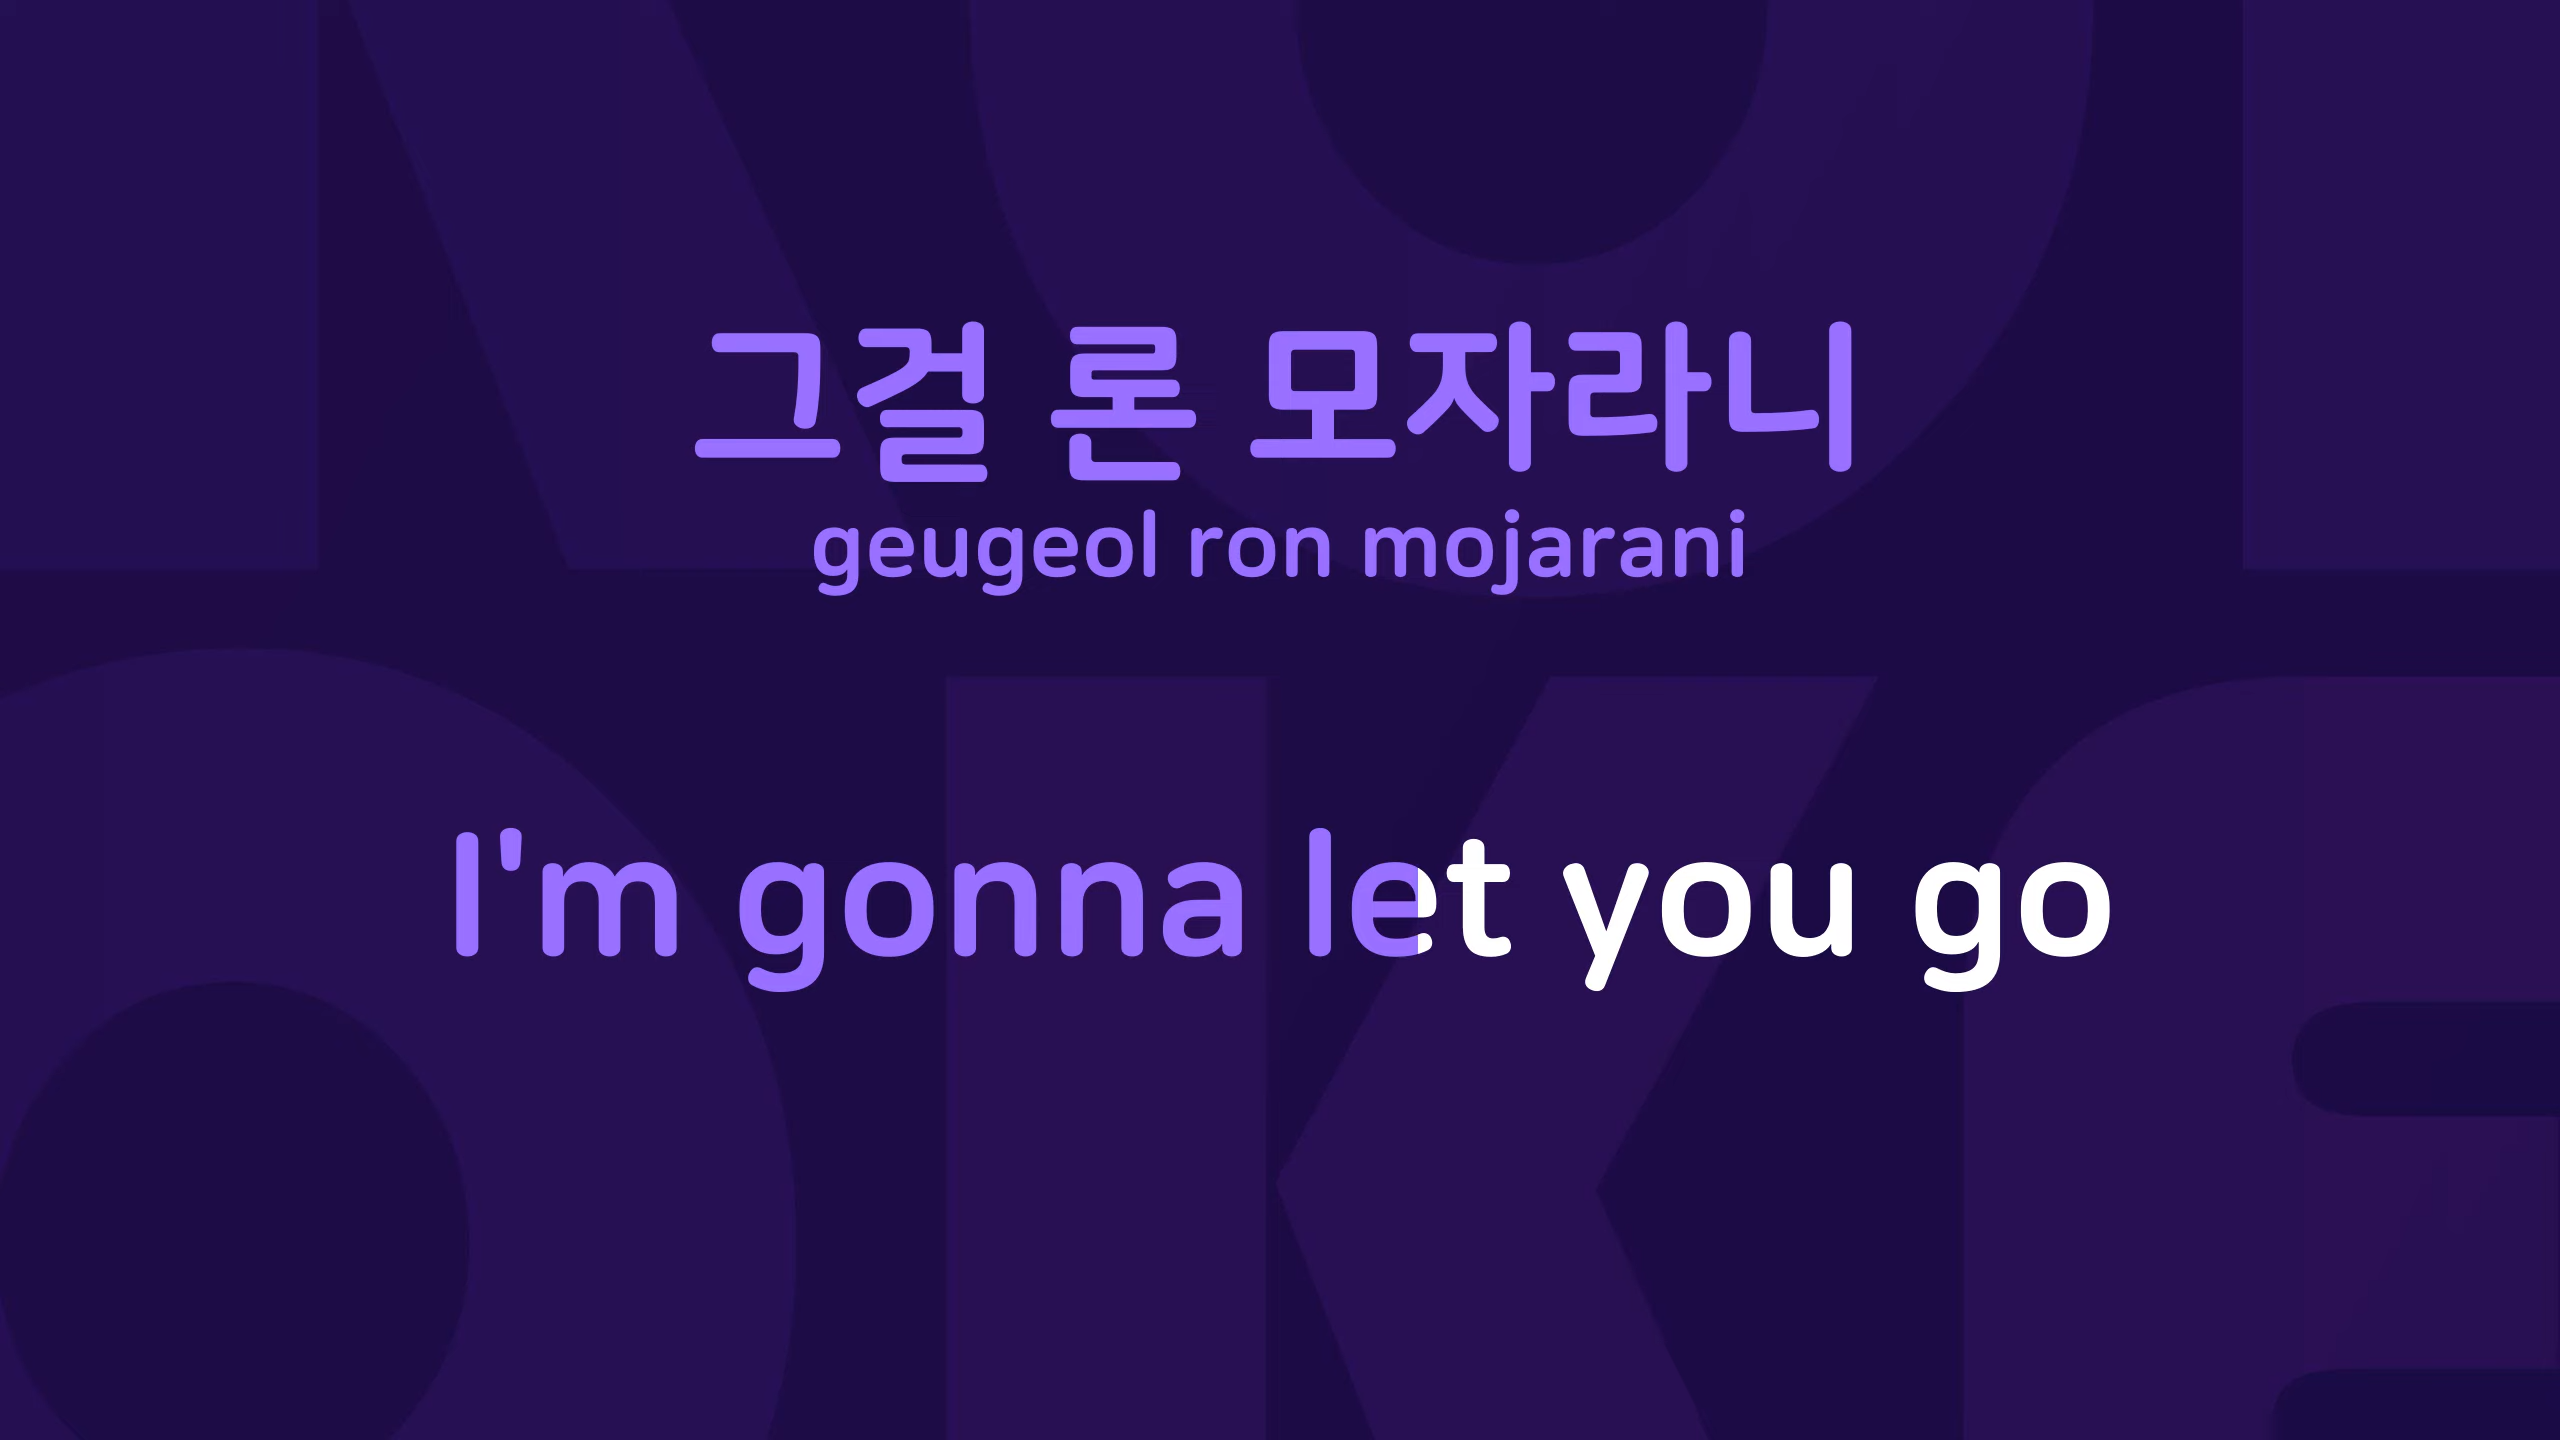 그걸 론 모자라니
geugeol ron mojarani
I'm gonna let you go